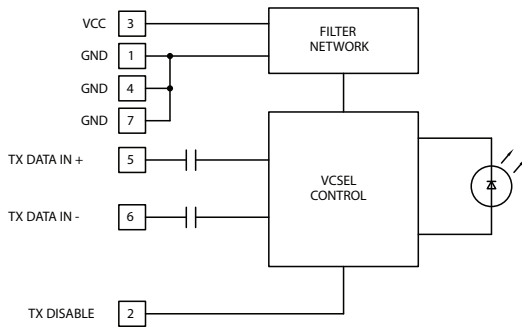 VCC 3
GND 1
GND 4
GND 7
FILTER
NETWORK
TX DATA IN + 5
TX DATA IN - 6
VCSEL
CONTROL
TX DISABLE 2